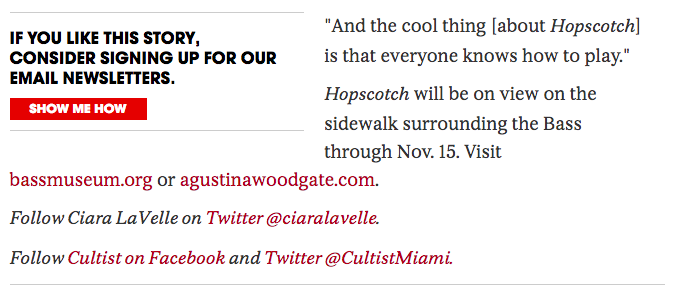 IF YOU LIKE THIS STORY,
CONSIDER SIGNING UP FOR OUR
EMAIL NEWSLETTERS.
SHOW ME HOW
"And the cool thing [about Hopscotch]
is that everyone knows how to play."
Hopscotch will be on view on the
sidewalk surrounding the Bass
through Nov. 15. Visit
bassmuseum.org or agustinawoodgate.com.
Follow Ciara LaVelle on Twitter @ciaralavelle.
Follow Cultist on Facebook and Twitter @CultistMiami.